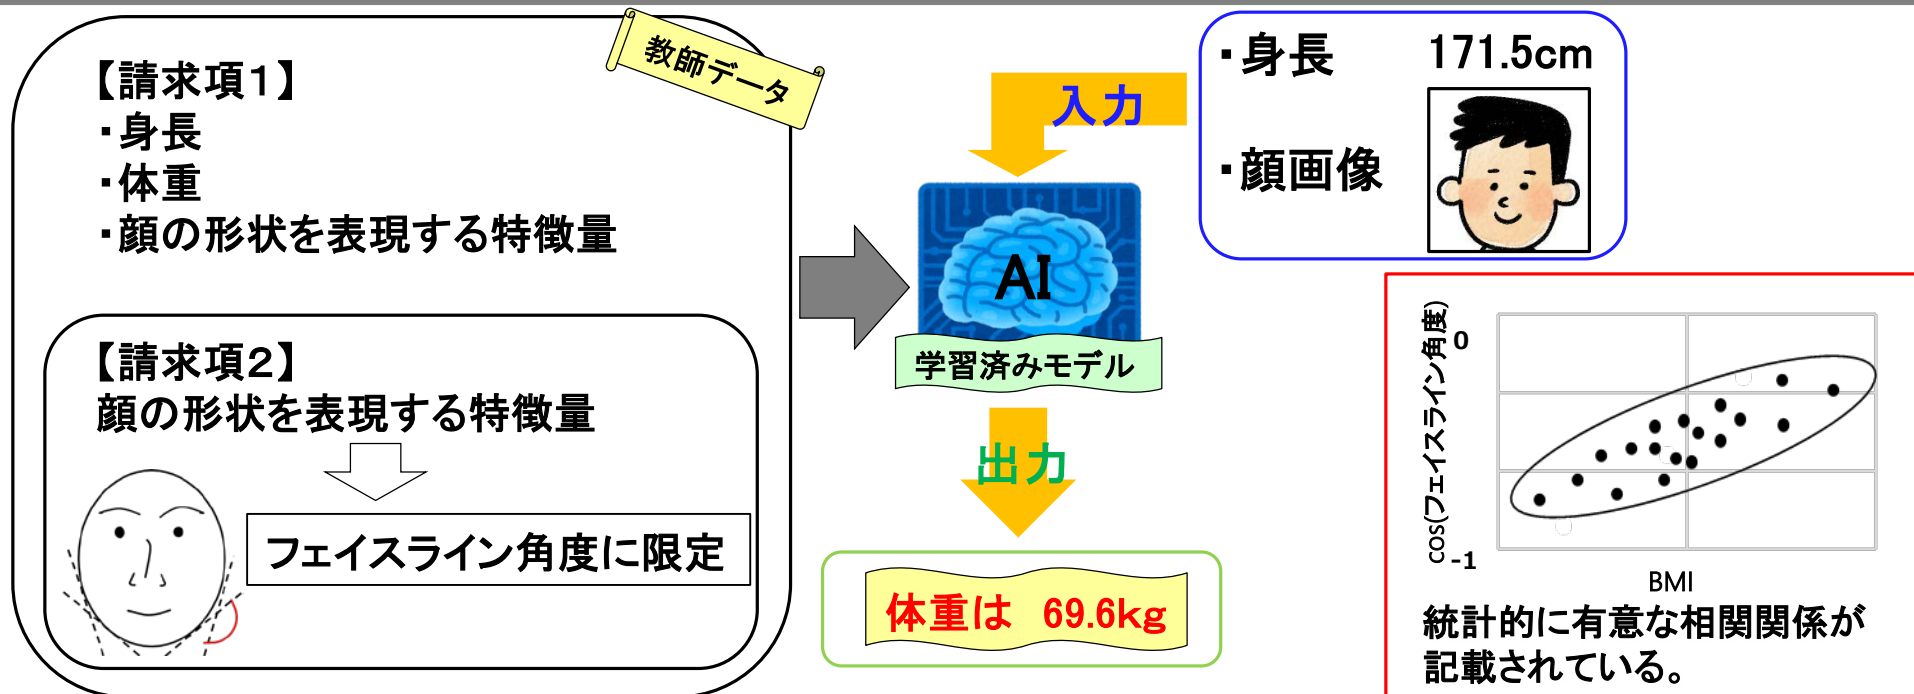 教師データ
【請求項1】
・身長
・体重
・顔の形状を表現する特徴量
【請求項2】
顔の形状を表現する特徴量
フェイスライン角度に限定
入力
・身長 171.5cm
・顔画像
AI
学習済みモデル
出力
体重は 69.6kg
cos(フェイスライン角度)
0
-1
BMI
統計的に有意な相関関係が
記載されている。